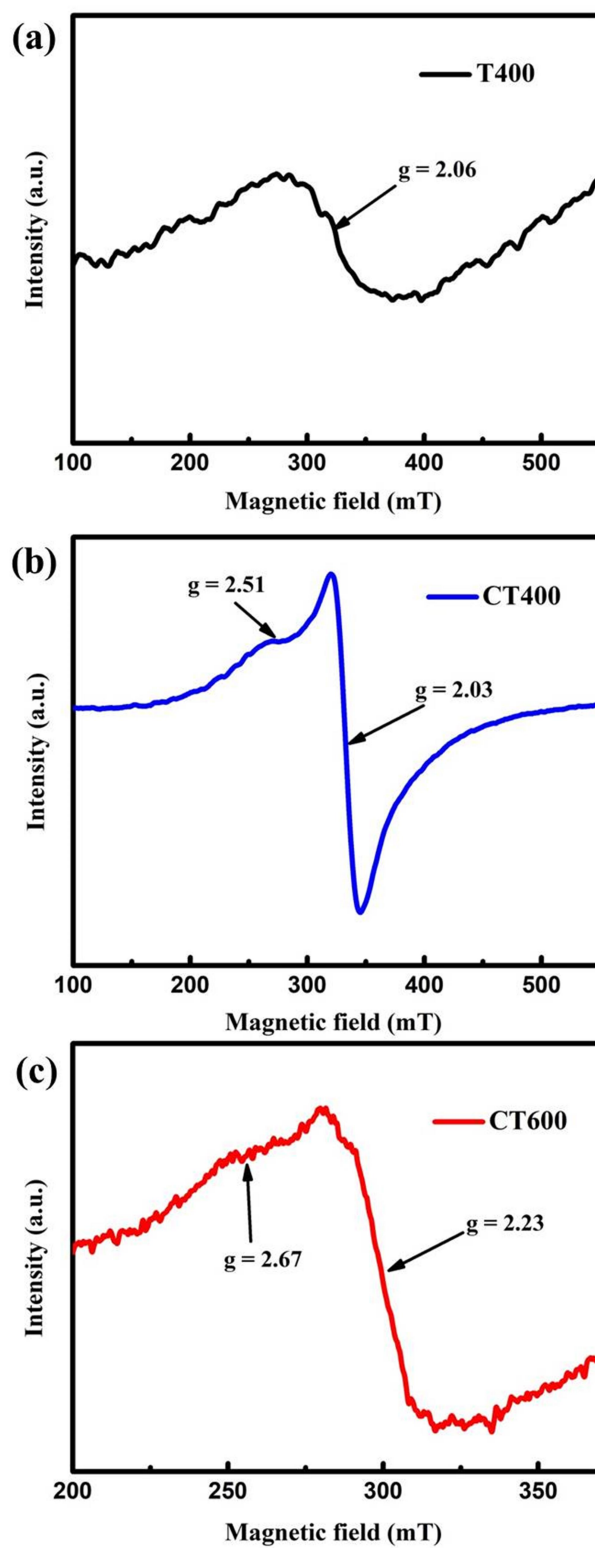 (a)
T400
g = 2.06
Intensity (a.u.)
100 200 300 400 500
Magnetic field (mT)
(b)
g = 2.51
CT400
g = 2.03
Intensity (a.u.)
100 200 300 400 500
Magnetic field (mT)
(c)
CT600
g = 2.23
g = 2.67
Intensity (a.u.)
200 250 300 350
Magnetic field (mT)